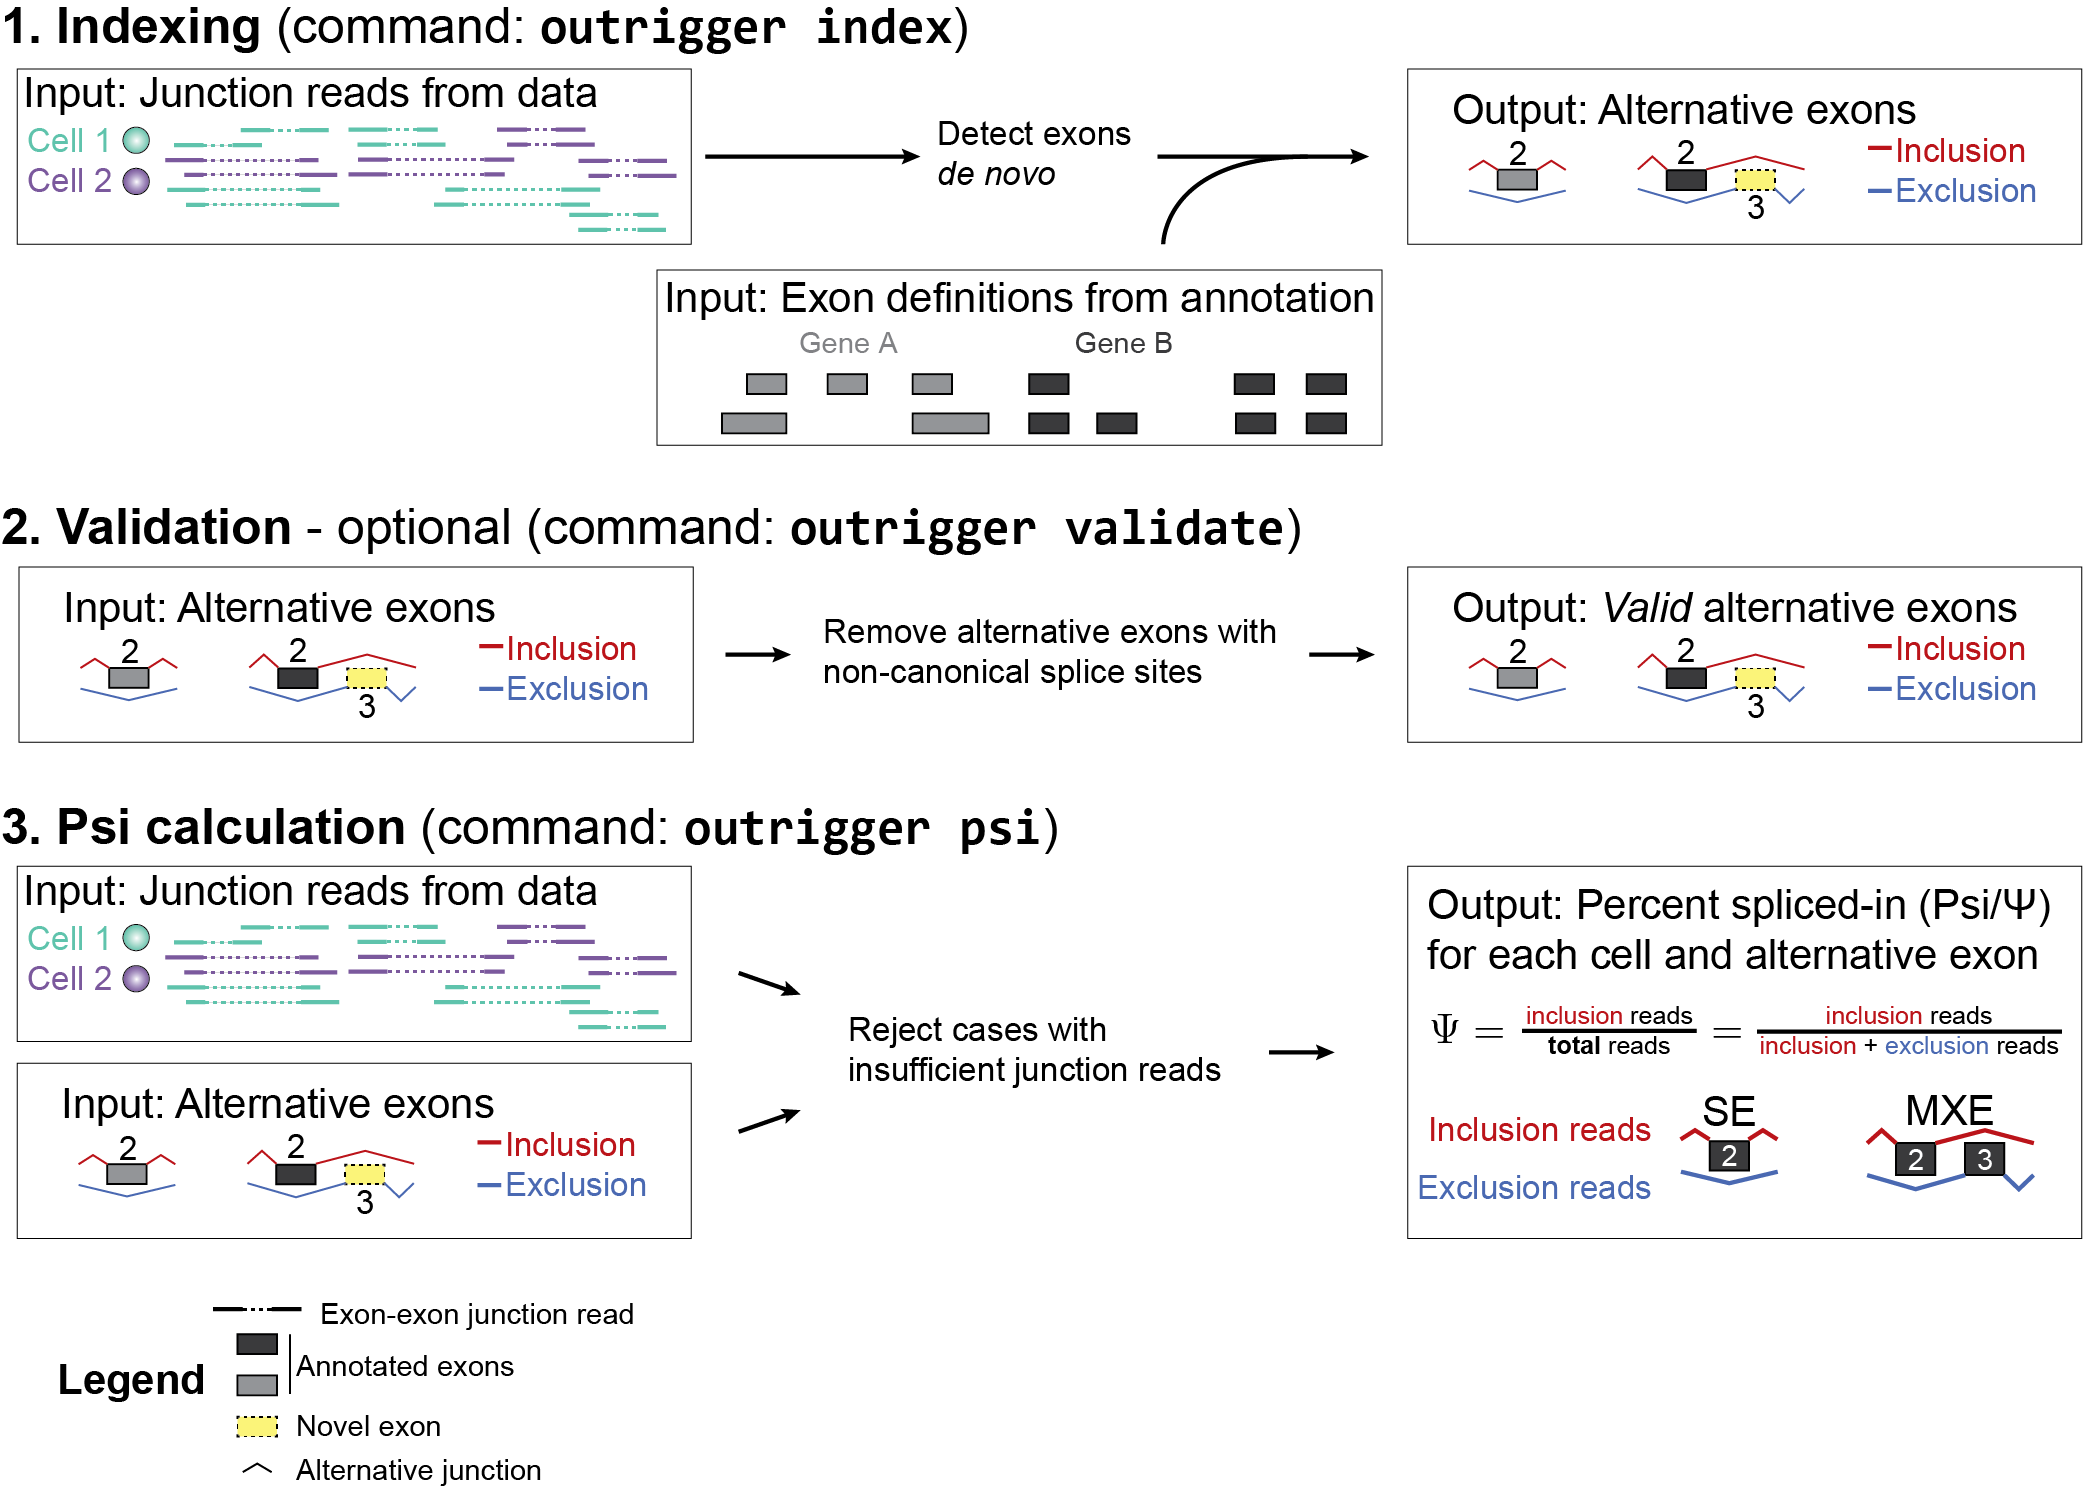 1. Indexing (command: outrigger index)
Input: Junction reads from data
Cell 1
Cell 2
Detect exons
de novo
Output: Alternative exons
2
2
3
Inclusion
Exclusion
Input: Exon definitions from annotation
Gene A
Gene B
2. Validation - optional (command: outrigger validate)
Input: Alternative exons
2
2
3
Inclusion
Exclusion
Remove alternative exons with
non-canonical splice sites
Output: Valid alternative exons
2
2
3
Inclusion
Exclusion
3. Psi calculation (command: outrigger psi)
Input: Junction reads from data
Cell 1
Cell 2
Input: Alternative exons
2
2
3
Inclusion
Exclusion
Reject cases with
insufficient junction reads
Output: Percent spliced-in (Psi/Ψ)
for each cell and alternative exon
Ψ = inclusion reads / total reads = inclusion reads / inclusion + exclusion reads
SE
MXE
Inclusion reads
2
2
3
Exclusion reads
Legend
Exon-exon junction read
Annotated exons
Novel exon
Alternative junction